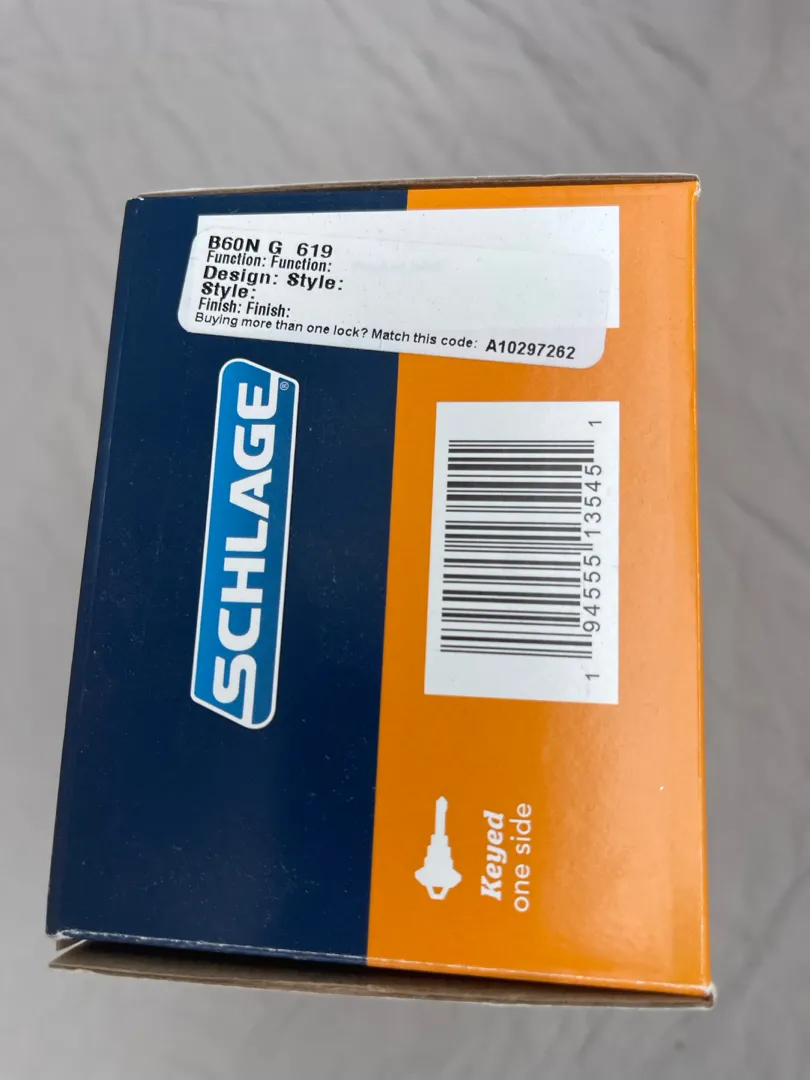 B60N G 619
Function: Function:
Design: Style:
Style:
Finish: Finish:
Buying more than one lock? Match this code: A10297262
SCHLAGE®
1 94555 13545 1
Keyed
one side